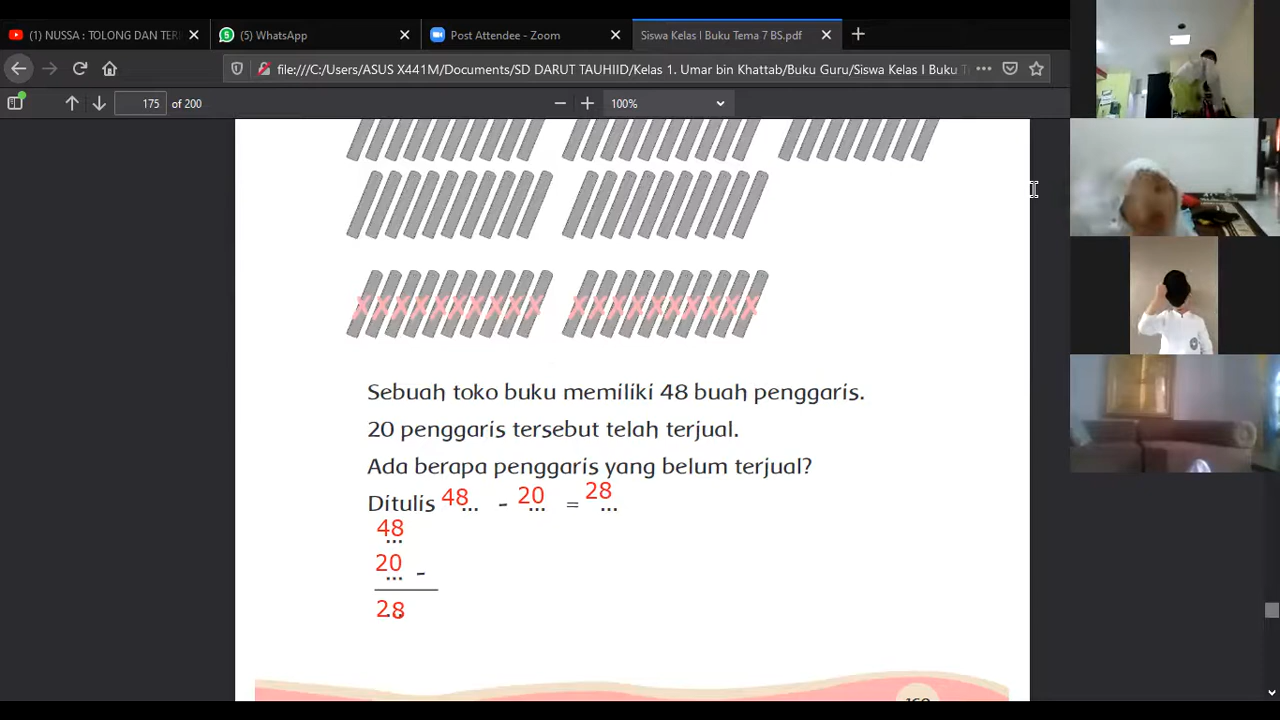 (1) NUSSA : TOLONG DAN TER
(5) WhatsApp
Post Attendee - Zoom
Siswa Kelas I Buku Tema 7 BS.pdf
file:///C:/Users/ASUS X441M/Documents/SD DARUT TAUHIID/Kelas 1. Umar bin Khattab/Buku Guru/Siswa Kelas I Buku T
175 of 200
100%
Sebuah toko buku memiliki 48 buah penggaris.
20 penggaris tersebut telah terjual.
Ada berapa penggaris yang belum terjual?
Ditulis 48... - 20... = 28...
48...
20... -
28